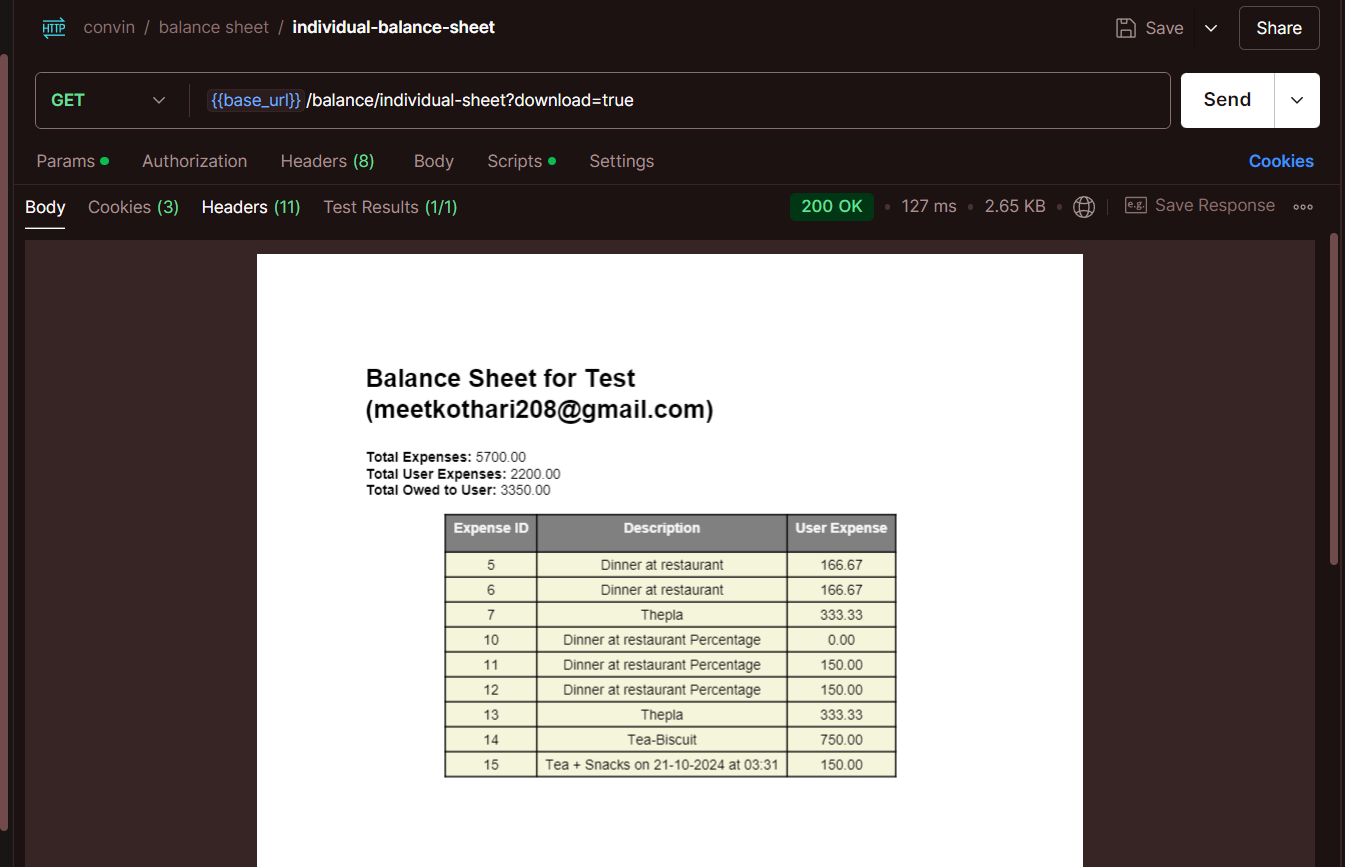 HTTP convin / balance sheet / individual-balance-sheet Save Share
GET {{base_url}} /balance/individual-sheet?download=true Send
Params Authorization Headers (8) Body Scripts Settings Cookies
Body Cookies (3) Headers (11) Test Results (1/1) 200 OK • 127 ms • 2.65 KB • e.g. Save Response
Balance Sheet for Test
(meetkothari208@gmail.com)
Total Expenses: 5700.00
Total User Expenses: 2200.00
Total Owed to User: 3350.00
Expense ID Description User Expense
5 Dinner at restaurant 166.67
6 Dinner at restaurant 166.67
7 Thepla 333.33
10 Dinner at restaurant Percentage 0.00
11 Dinner at restaurant Percentage 150.00
12 Dinner at restaurant Percentage 150.00
13 Thepla 333.33
14 Tea-Biscuit 750.00
15 Tea + Snacks on 21-10-2024 at 03:31 150.00